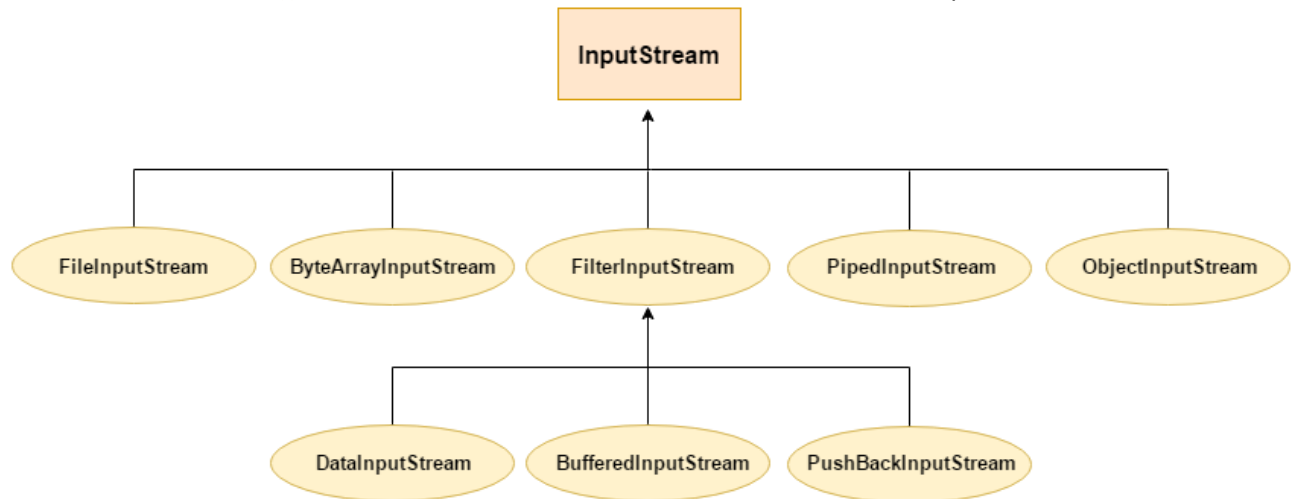 InputStream
FileInputStream
ByteArrayInputStream
FilterInputStream
PipedInputStream
ObjectInputStream
DataInputStream
BufferedInputStream
PushBackInputStream